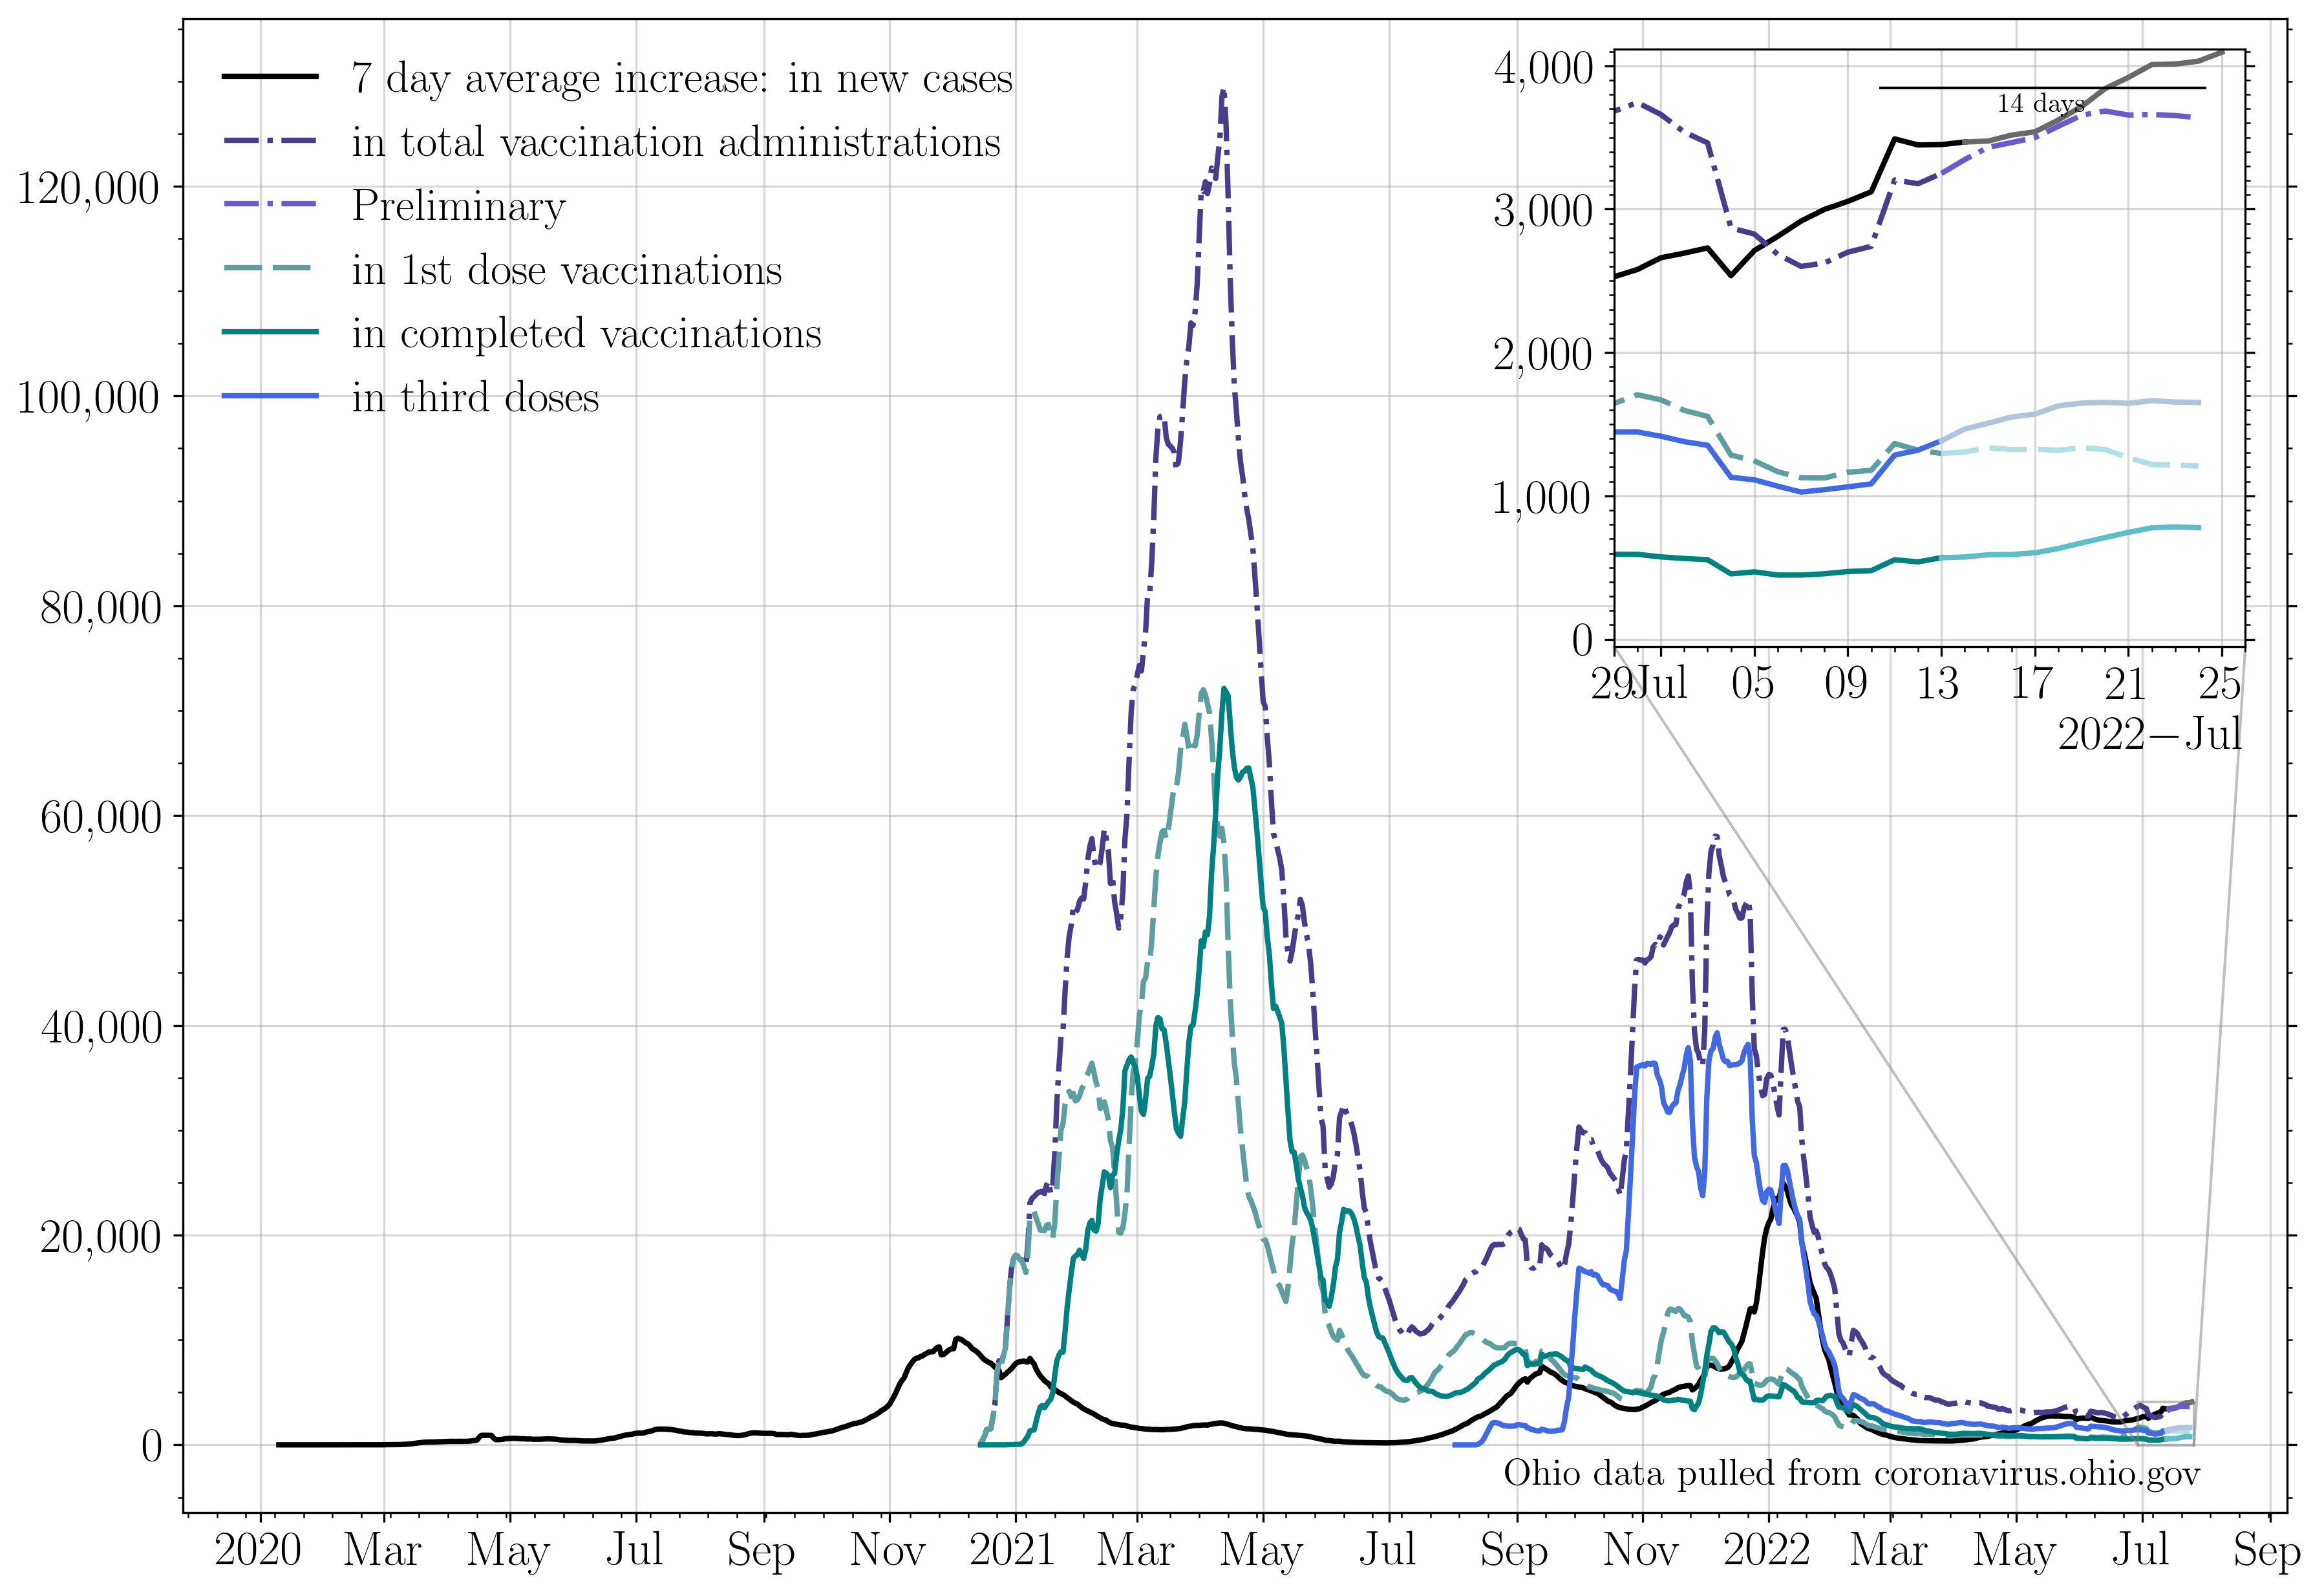 7 day average increase: in new cases
in total vaccination administrations
Preliminary
in 1st dose vaccinations
in completed vaccinations
in third doses
120,000
100,000
80,000
60,000
40,000
20,000
0
4,000
3,000
2,000
1,000
0
14 days
29 Jul 05 09 13 17 21 25
2022−Jul
Ohio data pulled from coronavirus.ohio.gov
2020 Mar May Jul Sep Nov 2021 Mar May Jul Sep Nov 2022 Mar May Jul Sep